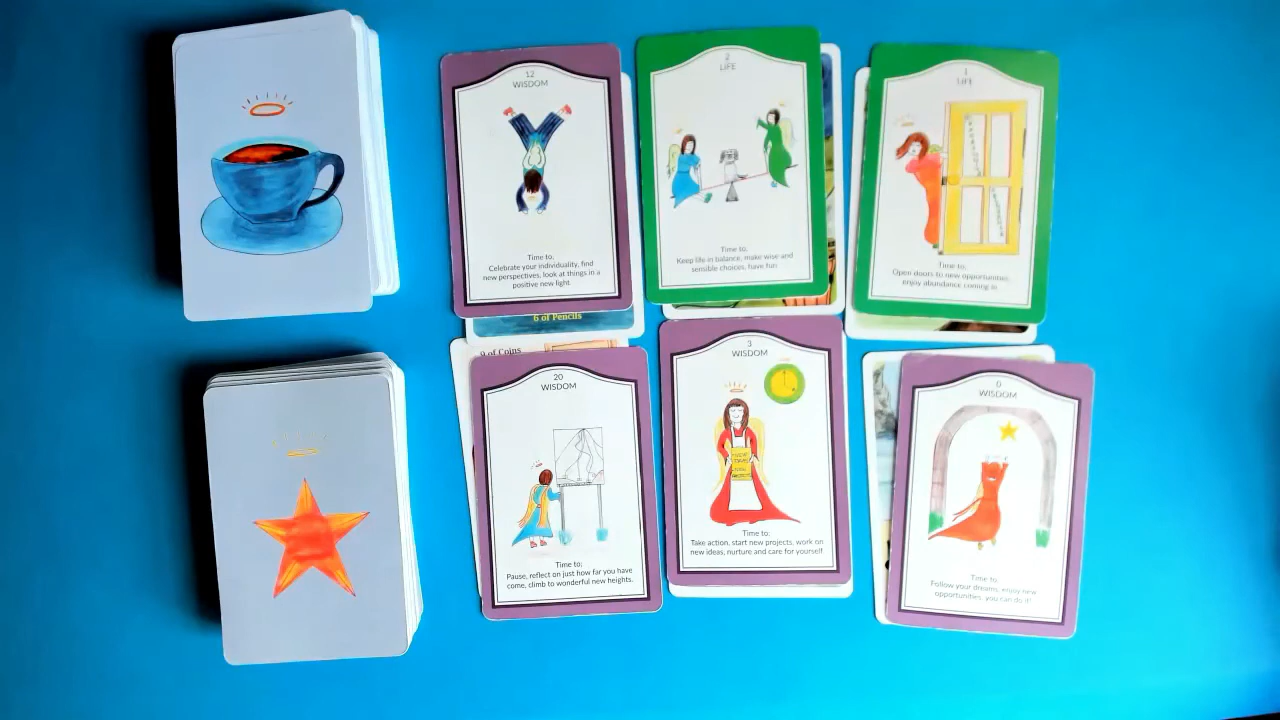 12
WISDOM
Time to:
Celebrate your individuality, find
new perspectives, look at things in a
positive new light.
2
LIFE
Time to:
Keep life in balance, make wise and
sensible choices, have fun
1
LIFE
Time to:
Open doors to new opportunities,
enjoy abundance coming in
6 of Pencils
9 of Coins
20
WISDOM
Time to:
Pause, reflect on just how far you have
come, climb to wonderful new heights.
3
WISDOM
Time to:
Take action, start new projects, work on
new ideas, nurture and care for yourself
0
WISDOM
Time to:
Follow your dreams, enjoy new
opportunities, you can do it!